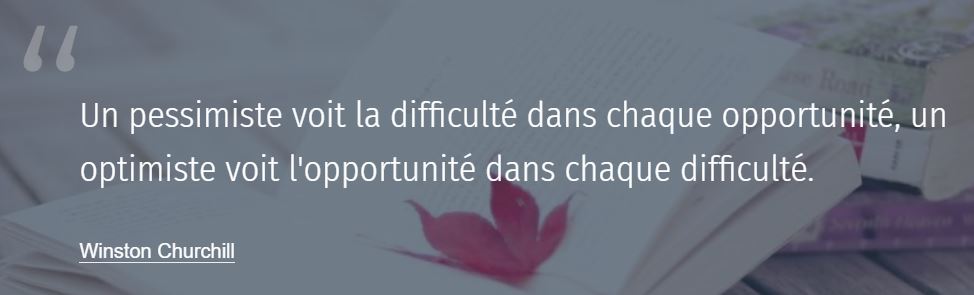 “
Un pessimiste voit la difficulté dans chaque opportunité, un
optimiste voit l'opportunité dans chaque difficulté.
Winston Churchill